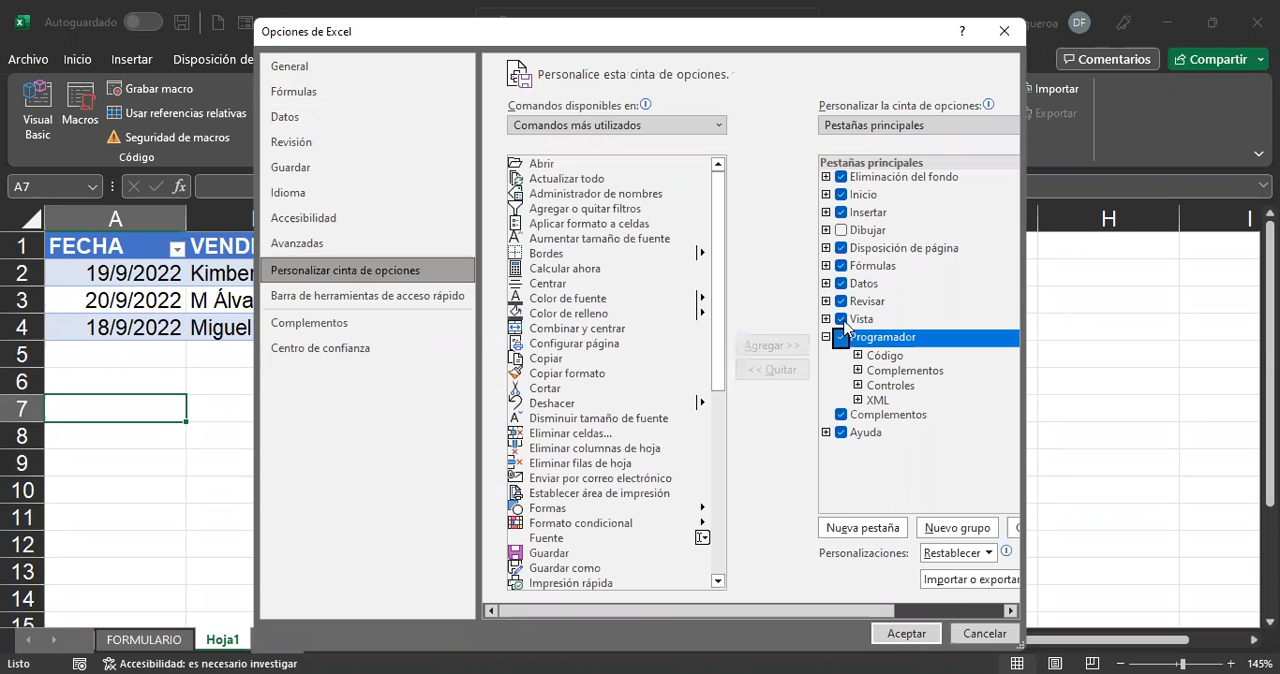 Autoguardado
Opciones de Excel
?
gueroa
DF
Archivo
Inicio
Insertar
Disposición de
Comentarios
Compartir
Visual Basic
Macros
Grabar macro
Usar referencias relativas
Seguridad de macros
Código
Importar
Exportar
A7
fx
General
Fórmulas
Datos
Revisión
Guardar
Idioma
Accesibilidad
Avanzadas
Personalizar cinta de opciones
Barra de herramientas de acceso rápido
Complementos
Centro de confianza
Personalice esta cinta de opciones.
Comandos disponibles en:
Comandos más utilizados
Abrir
Actualizar todo
Administrador de nombres
Agregar o quitar filtros
Aplicar formato a celdas
Aumentar tamaño de fuente
Bordes
Calcular ahora
Centrar
Color de fuente
Color de relleno
Combinar y centrar
Configurar página
Copiar
Copiar formato
Cortar
Deshacer
Disminuir tamaño de fuente
Eliminar celdas...
Eliminar columnas de hoja
Eliminar filas de hoja
Enviar por correo electrónico
Establecer área de impresión
Formas
Formato condicional
Fuente
Guardar
Guardar como
Impresión rápida
Agregar >>
<< Quitar
Personalizar la cinta de opciones:
Pestañas principales
Pestañas principales
Eliminación del fondo
Inicio
Insertar
Dibujar
Disposición de página
Fórmulas
Datos
Revisar
Vista
Programador
Código
Complementos
Controles
XML
Complementos
Ayuda
Nueva pestaña
Nuevo grupo
Personalizaciones:
Restablecer
Importar o exportar
Aceptar
Cancelar
A
H
I
1 FECHA VENDE
2 19/9/2022 Kimber
3 20/9/2022 M Álva
4 18/9/2022 Miguel
5
6
7
8
9
10
11
12
13
14
15
FORMULARIO
Hoja1
Listo
Accesibilidad: es necesario investigar
145%